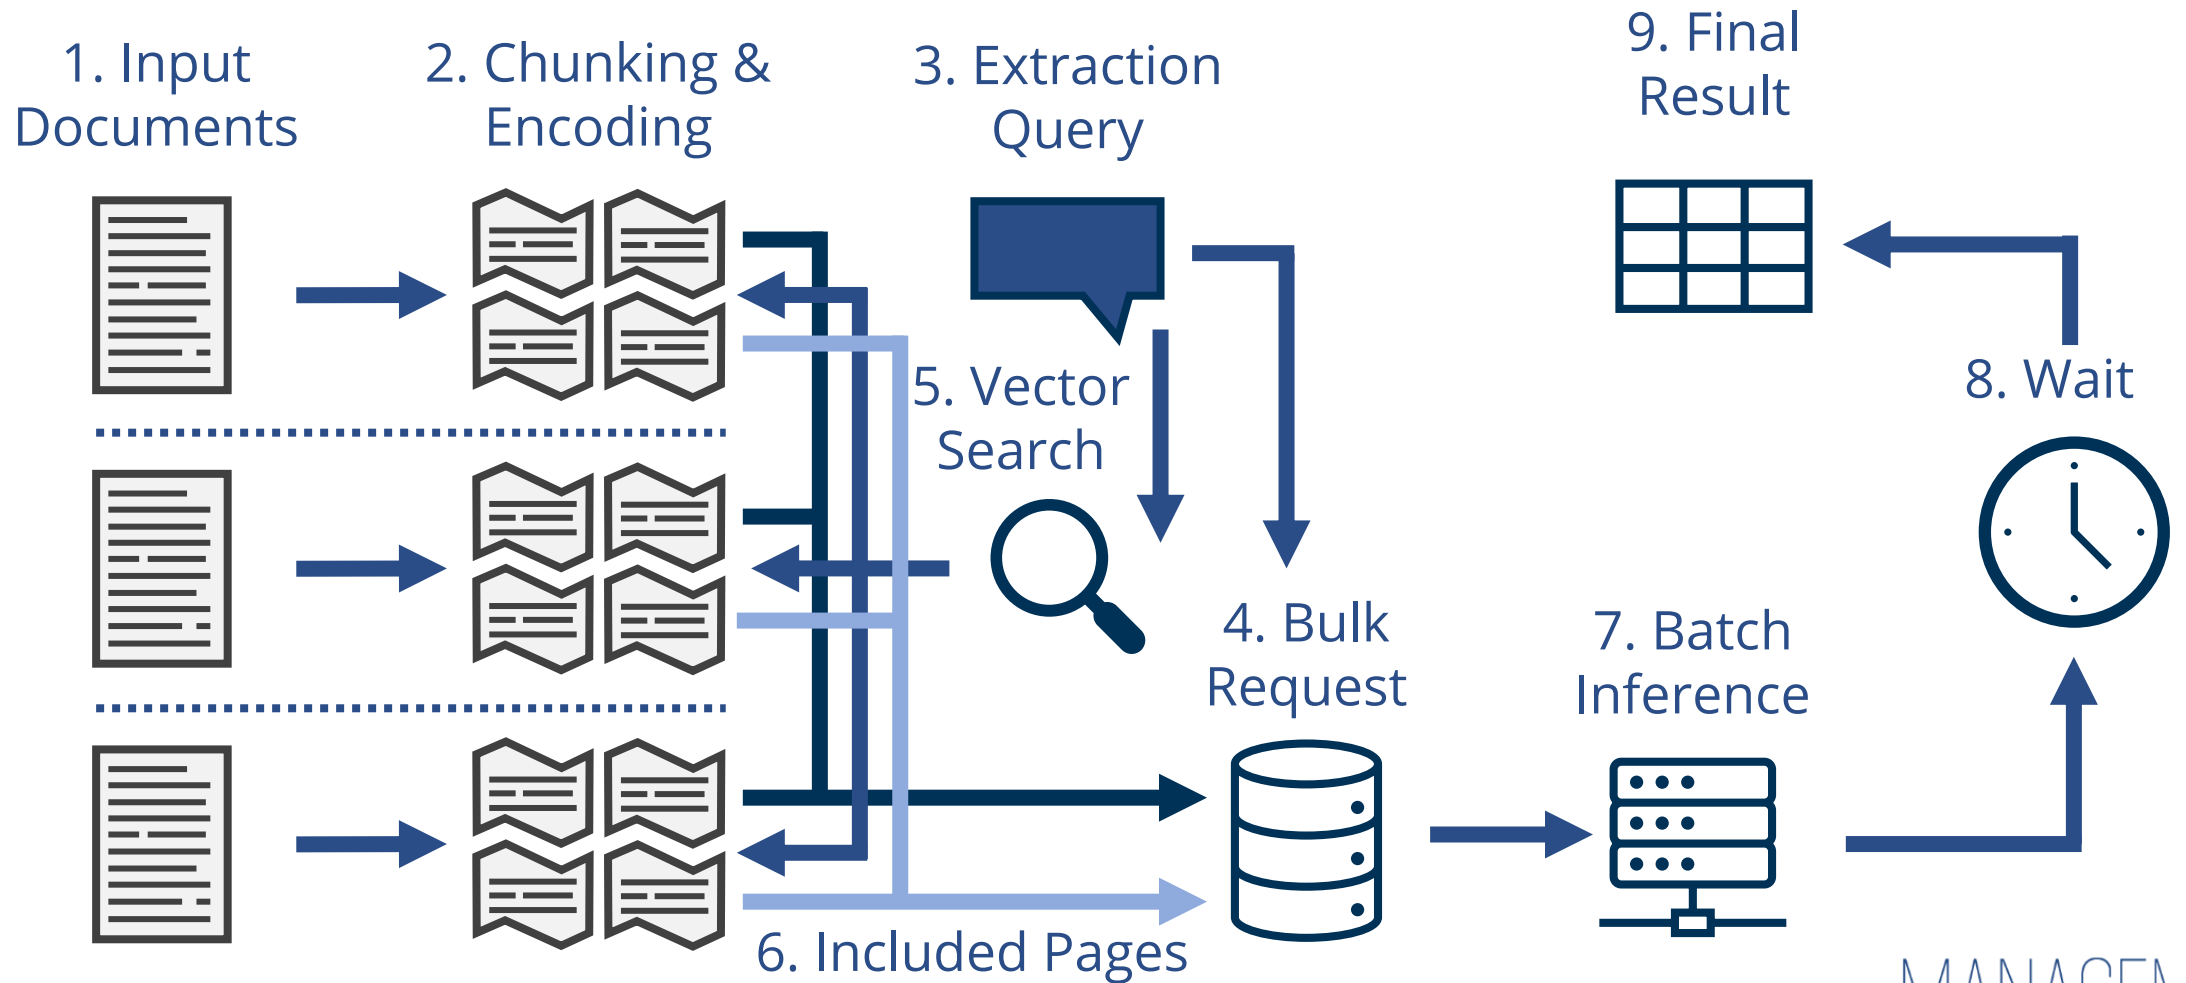 1. Input
Documents
2. Chunking &
Encoding
3. Extraction
Query
9. Final
Result
5. Vector
Search
8. Wait
4. Bulk
Request
7. Batch
Inference
6. Included Pages